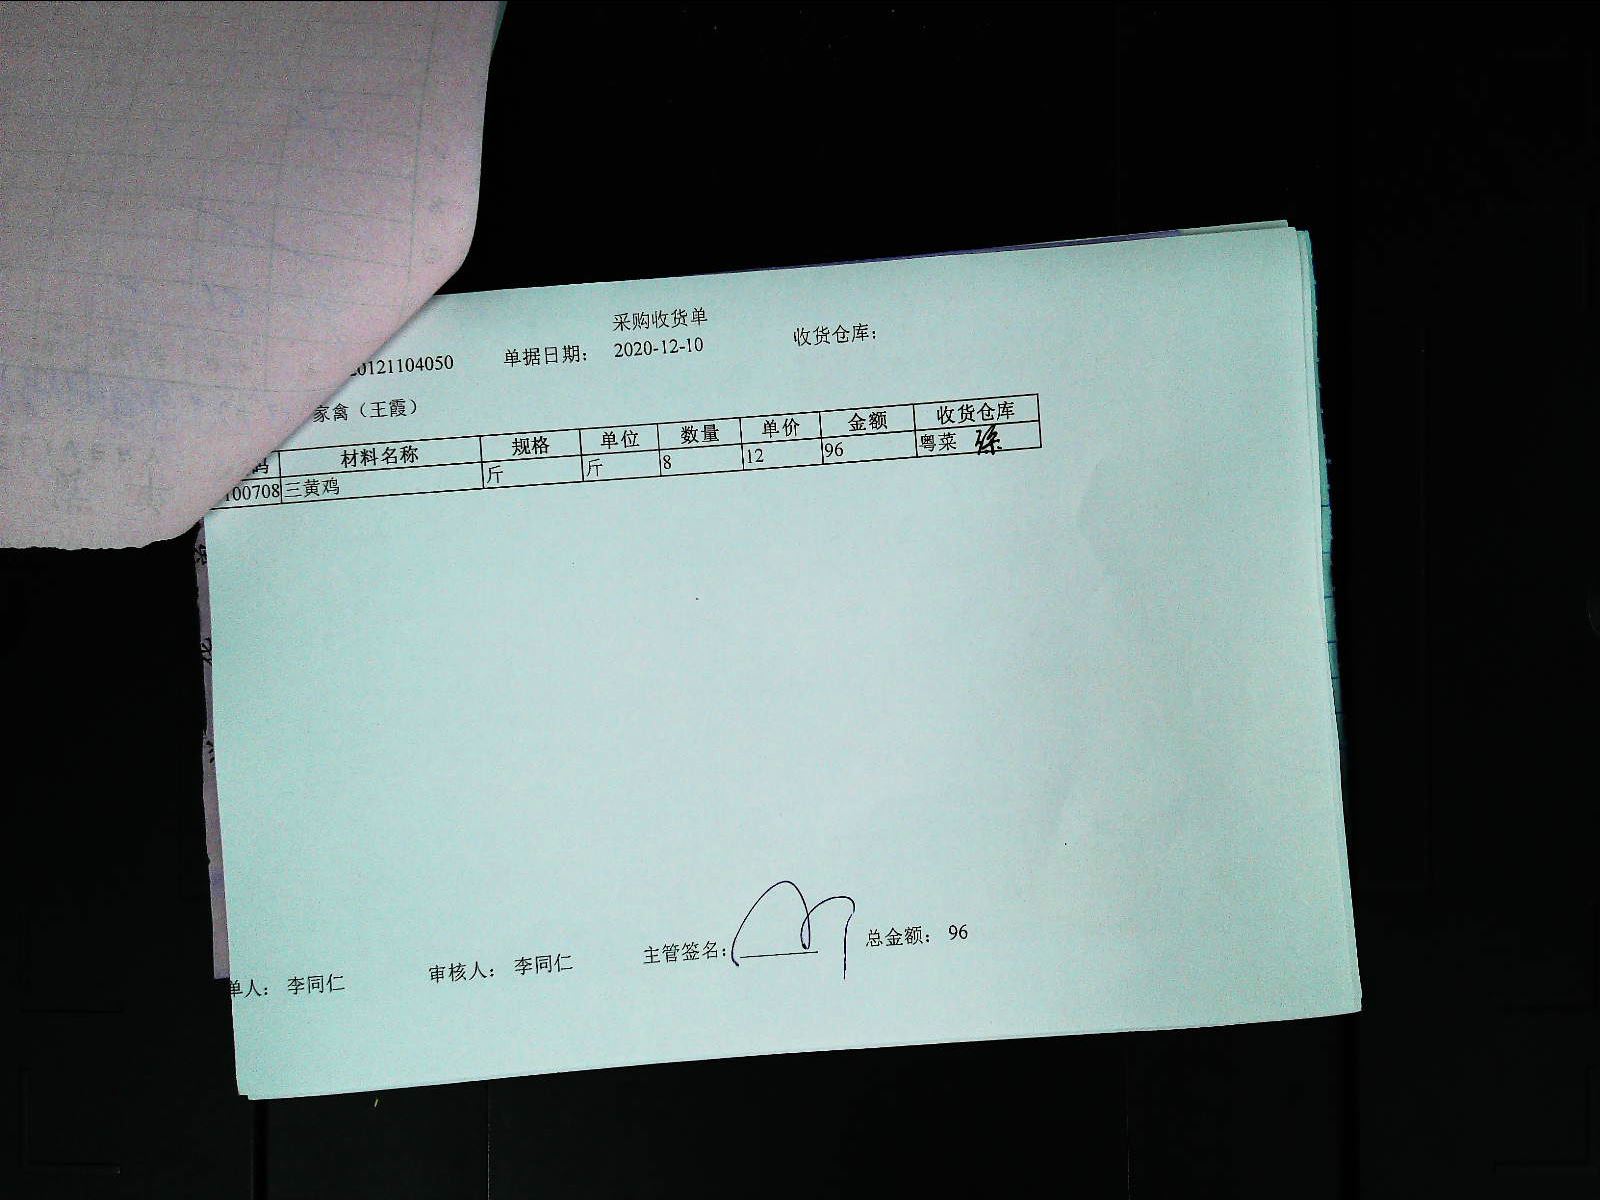 采购收货单
20121104050 单据日期： 2020-12-10 收货仓库：
家禽（王霞）
码 材料名称 规格 单位 数量 单价 金额 收货仓库
100708 三黄鸡 斤 斤 8 12 96 粤菜
单人： 李同仁 审核人： 李同仁 主管签名： 总金额： 96